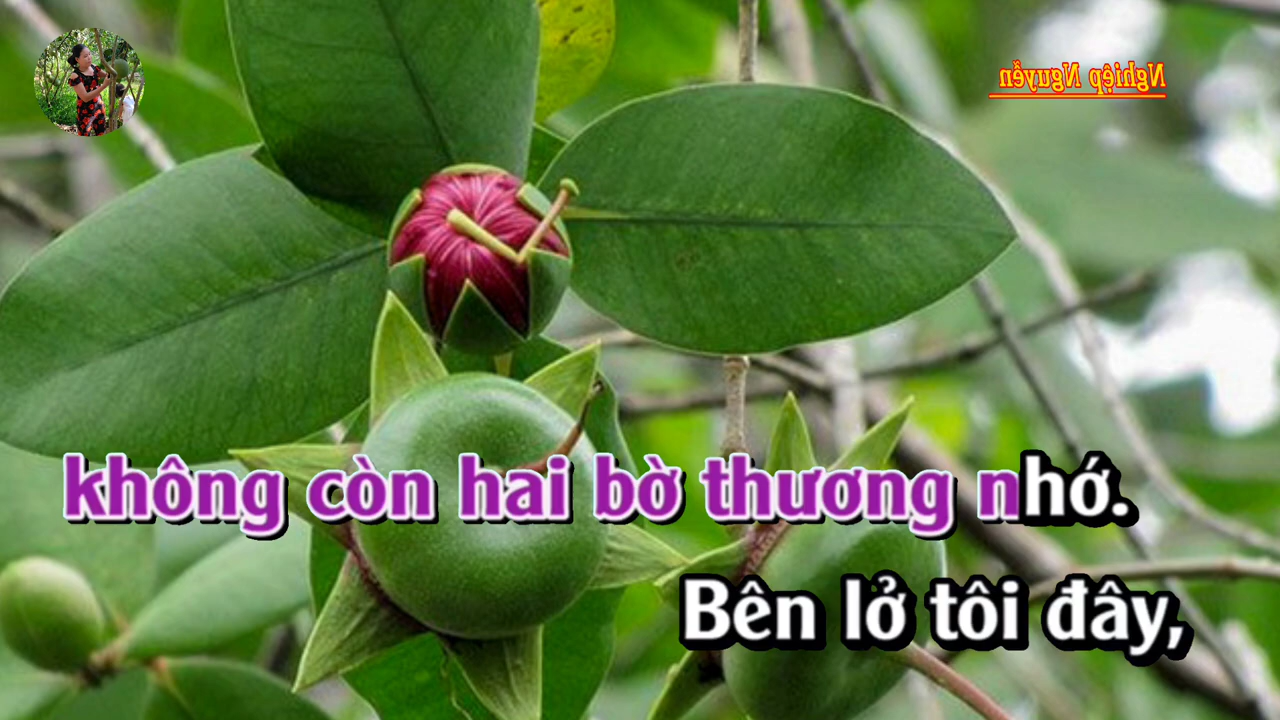 Nghiệp Nguyễn
không còn hai bờ thương nhớ.
Bên lở tôi đây,